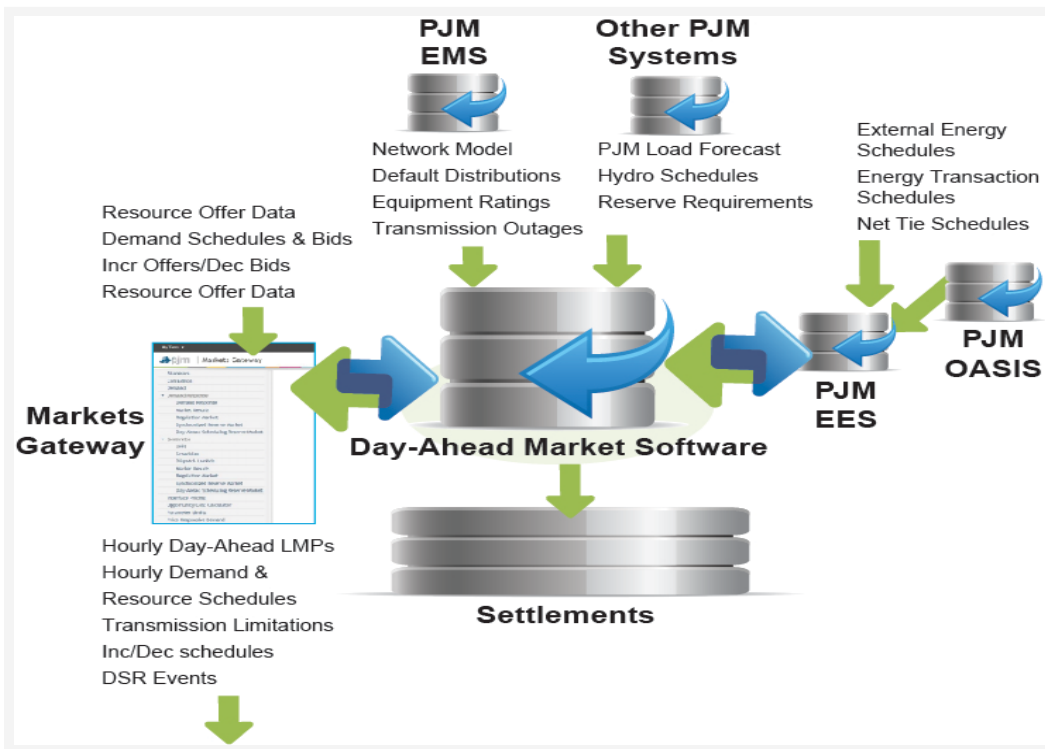 PJM
EMS
Other PJM
Systems
Network Model
Default Distributions
Equipment Ratings
Transmission Outages
PJM Load Forecast
Hydro Schedules
Reserve Requirements
External Energy
Schedules
Energy Transaction
Schedules
Net Tie Schedules
Resource Offer Data
Demand Schedules & Bids
Incr Offers/Dec Bids
Resource Offer Data
pjm Markets Gateway
Markets
Gateway
Day-Ahead Market Software
PJM
EES
PJM
OASIS
Settlements
Hourly Day-Ahead LMPs
Hourly Demand &
Resource Schedules
Transmission Limitations
Inc/Dec schedules
DSR Events